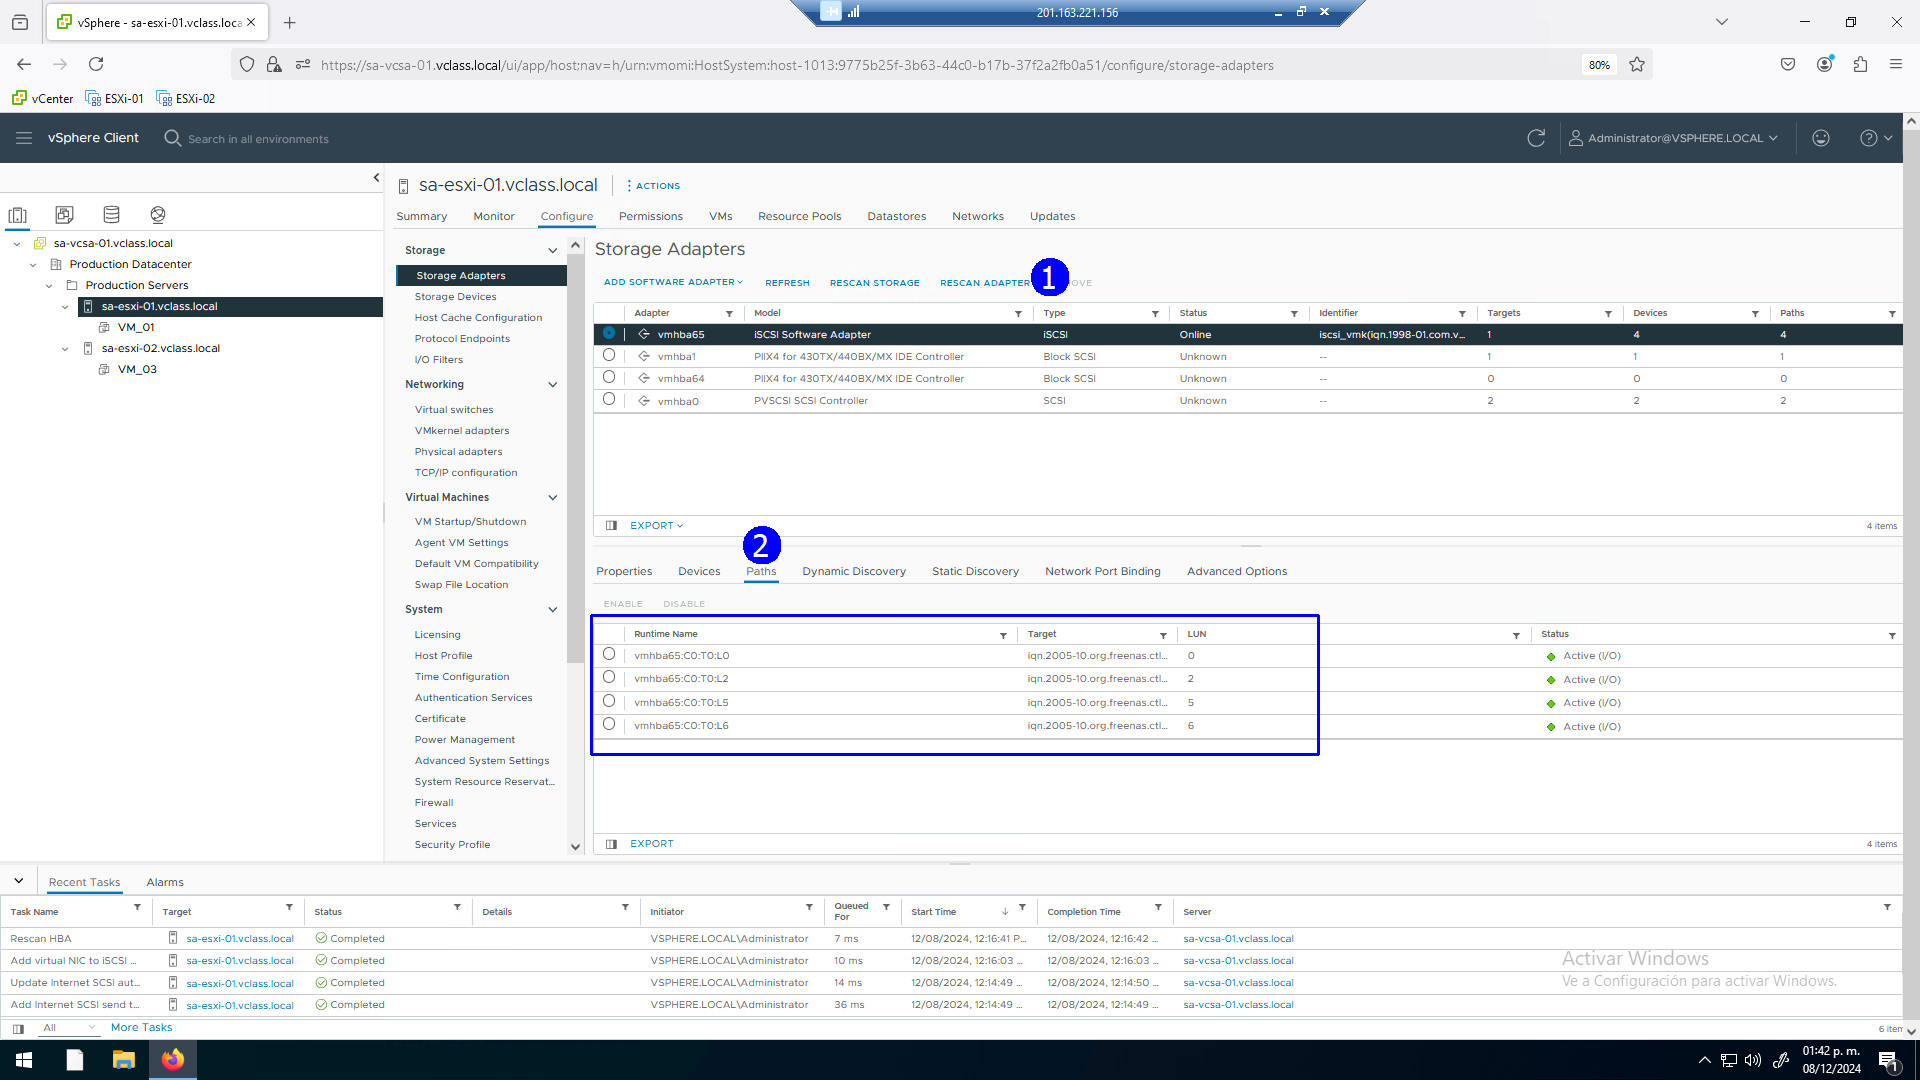 vSphere - sa-esxi-01.vclass.loca
201.163.221.156
https://sa-vcsa-01.vclass.local/ui/app/host;nav=h/urn:vmomi:HostSystem:host-1013:9775b25f-3b63-44c0-b17b-37f2a2fb0a51/configure/storage-adapters
80%
vCenter ESXi-01 ESXi-02
vSphere Client
Search in all environments
Administrator@VSPHERE.LOCAL
sa-vcsa-01.vclass.local
Production Datacenter
Production Servers
sa-esxi-01.vclass.local
VM_01
sa-esxi-02.vclass.local
VM_03
sa-esxi-01.vclass.local
ACTIONS
Summary Monitor Configure Permissions VMs Resource Pools Datastores Networks Updates
Storage
Storage Adapters
Storage Devices
Host Cache Configuration
Protocol Endpoints
I/O Filters
Networking
Virtual switches
VMkernel adapters
Physical adapters
TCP/IP configuration
Virtual Machines
VM Startup/Shutdown
Agent VM Settings
Default VM Compatibility
Swap File Location
System
Licensing
Host Profile
Time Configuration
Authentication Services
Certificate
Power Management
Advanced System Settings
System Resource Reservat...
Firewall
Services
Security Profile
Storage Adapters
ADD SOFTWARE ADAPTER REFRESH RESCAN STORAGE RESCAN ADAPTER 1 OVE
Adapter Model Type Status Identifier Targets Devices Paths
vmhba65 iSCSI Software Adapter iSCSI Online iscsi_vmk(iqn.1998-01.com.v... 1 4 4
vmhba1 PIIX4 for 430TX/440BX/MX IDE Controller Block SCSI Unknown -- 1 1 1
vmhba64 PIIX4 for 430TX/440BX/MX IDE Controller Block SCSI Unknown -- 0 0 0
vmhba0 PVSCSI SCSI Controller SCSI Unknown -- 2 2 2
EXPORT
4 items
2
Properties Devices Paths Dynamic Discovery Static Discovery Network Port Binding Advanced Options
ENABLE DISABLE
Runtime Name Target LUN Status
vmhba65:C0:T0:L0 iqn.2005-10.org.freenas.ctl... 0 Active (I/O)
vmhba65:C0:T0:L2 iqn.2005-10.org.freenas.ctl... 2 Active (I/O)
vmhba65:C0:T0:L5 iqn.2005-10.org.freenas.ctl... 5 Active (I/O)
vmhba65:C0:T0:L6 iqn.2005-10.org.freenas.ctl... 6 Active (I/O)
EXPORT
4 items
Recent Tasks Alarms
Task Name Target Status Details Initiator Queued For Start Time Completion Time Server
Rescan HBA sa-esxi-01.vclass.local Completed VSPHERE.LOCAL\Administrator 7 ms 12/08/2024, 12:16:41 P... 12/08/2024, 12:16:42 ... sa-vcsa-01.vclass.local
Add virtual NIC to iSCSI ... sa-esxi-01.vclass.local Completed VSPHERE.LOCAL\Administrator 10 ms 12/08/2024, 12:16:03 ... 12/08/2024, 12:16:03 ... sa-vcsa-01.vclass.local
Update Internet SCSI aut... sa-esxi-01.vclass.local Completed VSPHERE.LOCAL\Administrator 14 ms 12/08/2024, 12:14:49 ... 12/08/2024, 12:14:50 ... sa-vcsa-01.vclass.local
Add Internet SCSI send t... sa-esxi-01.vclass.local Completed VSPHERE.LOCAL\Administrator 36 ms 12/08/2024, 12:14:49 ... 12/08/2024, 12:14:49 ... sa-vcsa-01.vclass.local
Activar Windows
Ve a Configuración para activar Windows.
All More Tasks
6 item
01:42 p. m.
08/12/2024
1